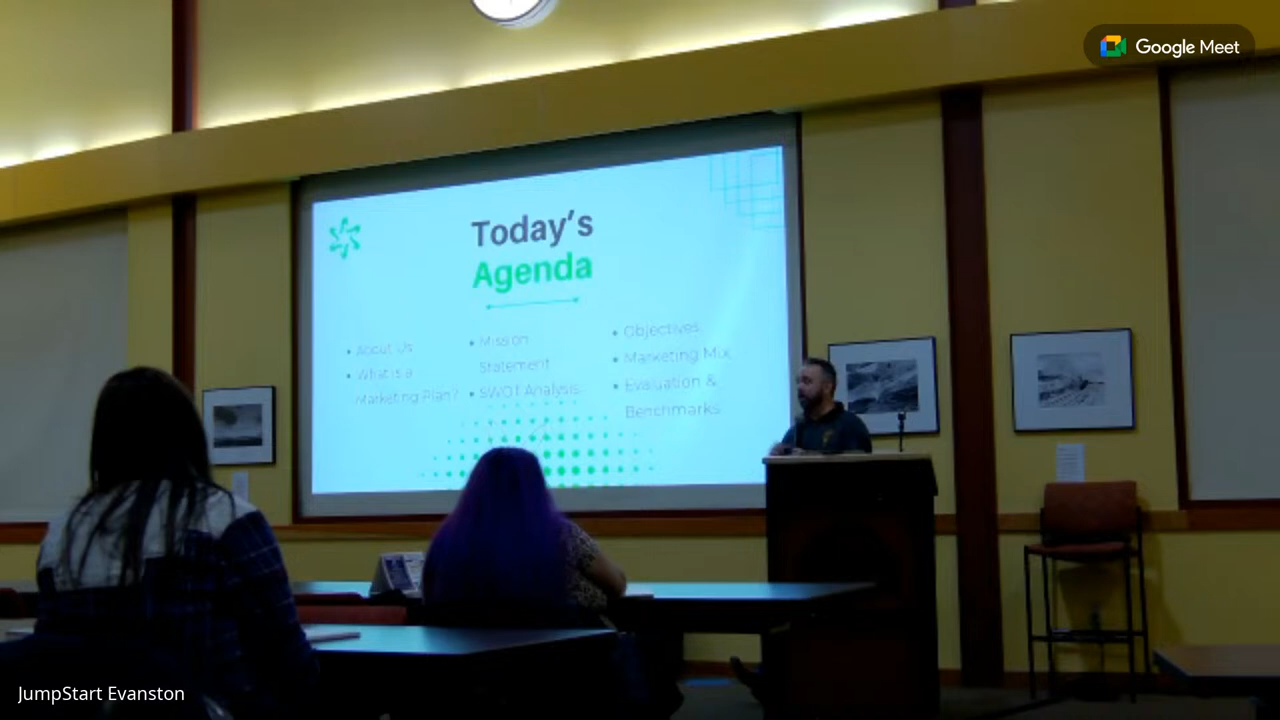 Google Meet
Today's
Agenda
• About Us
• What is a
Marketing Plan?
• Mission
Statement
• SWOT Analysis
• Objectives
• Marketing Mix
• Evaluation &
Benchmarks
JumpStart Evanston